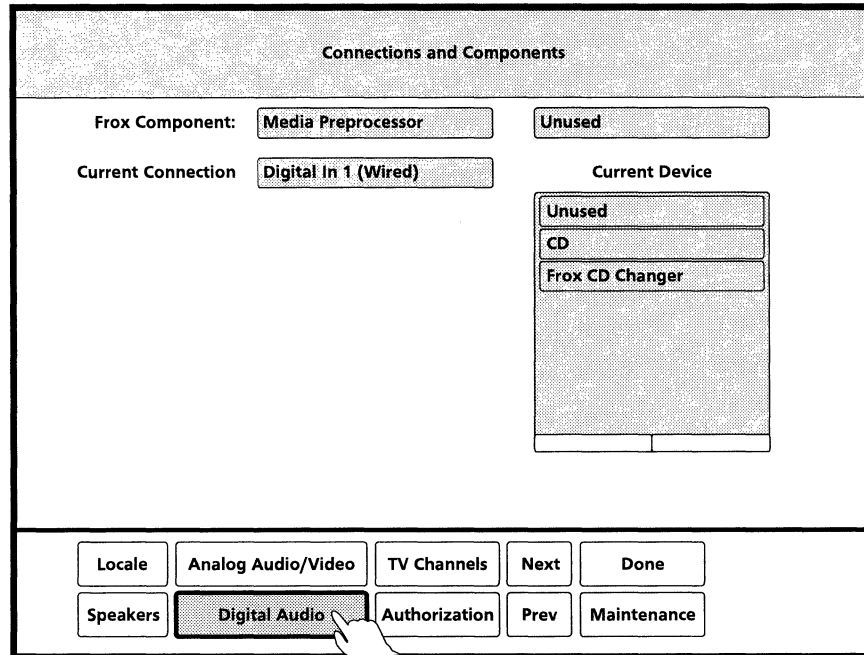 Connections and Components
Frox Component: Media Preprocessor Unused
Current Connection Digital In 1 (Wired) Current Device
Unused
CD
Frox CD Changer
Locale Analog Audio/Video TV Channels Next Done
Speakers Digital Audio Authorization Prev Maintenance